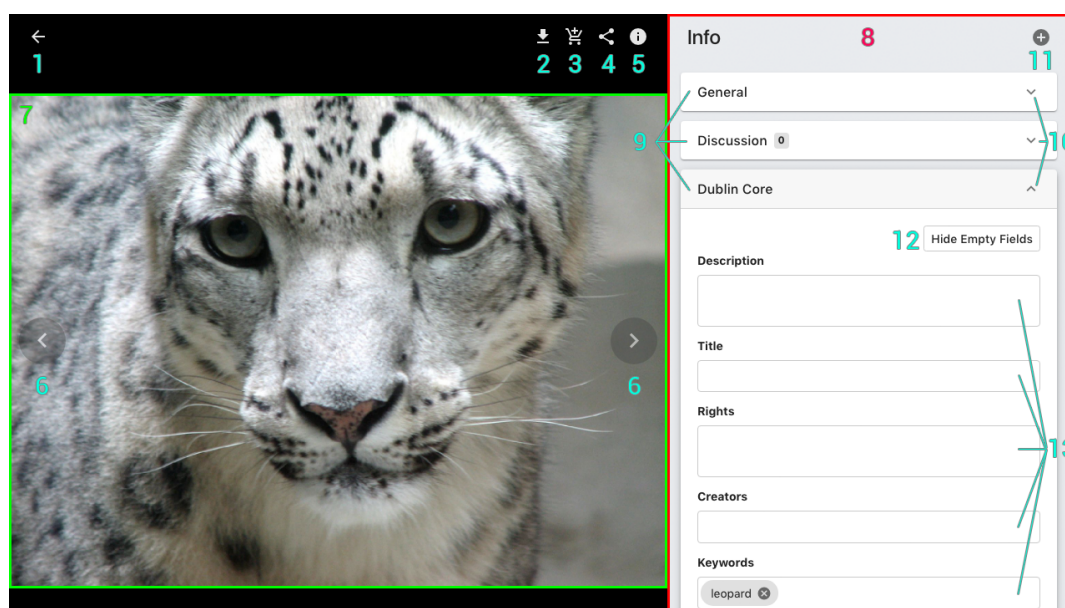 1
2 3 4 5
7
6
6
Info 8
11
General
9
Discussion 0
10
Dublin Core
12 Hide Empty Fields
Description
Title
Rights
13
Creators
Keywords
leopard